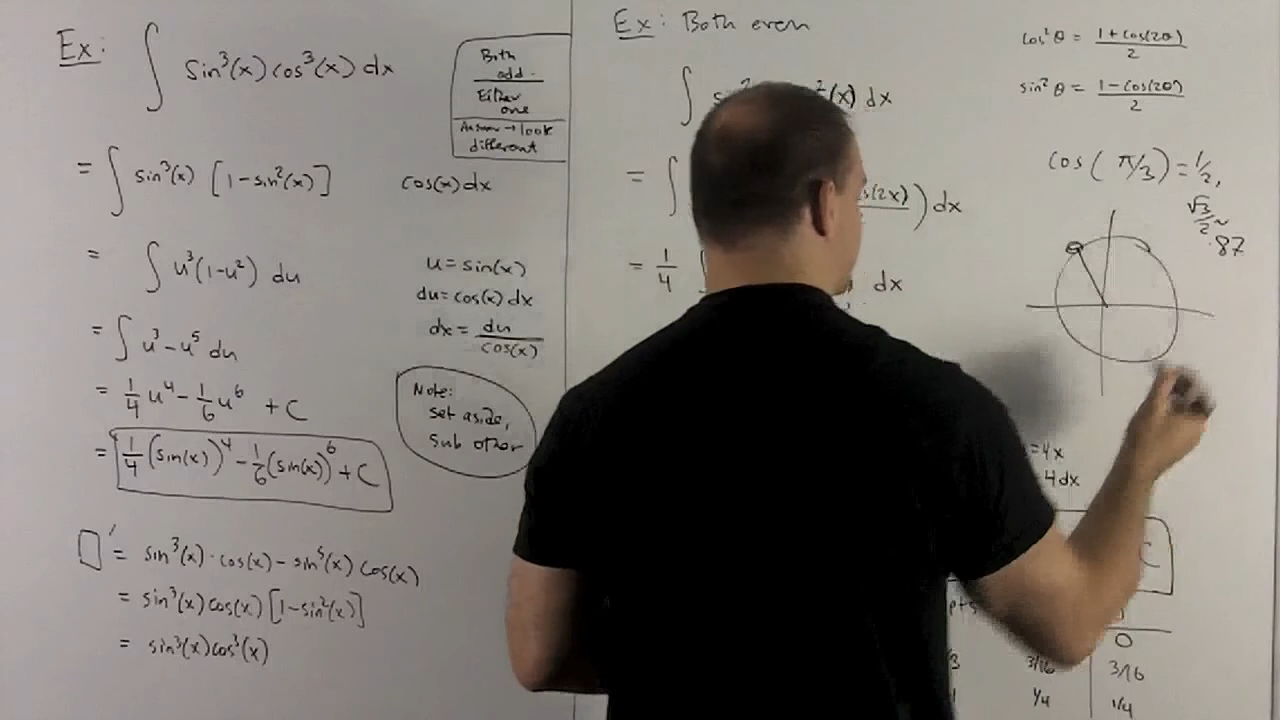 Ex: ∫ sin³(x) cos³(x) dx
Both odd.
Either one
Answer → look different
= ∫ sin³(x) [1-sin²(x)] cos(x) dx
= ∫ u³(1-u²) du
u = sin(x)
du = cos(x) dx
dx = du/cos(x)
= ∫ u³-u⁵ du
= 1/4 u⁴ - 1/6 u⁶ + C
= 1/4 (sin(x))⁴ - 1/6 (sin(x))⁶ + C
Note:
set aside,
sub other
□' = sin³(x)·cos(x) - sin⁵(x) cos(x)
= sin³(x) cos(x) [1-sin²(x)]
= sin³(x) cos³(x)
Ex: Both even
∫ ²(x) dx
= ∫ (2x) ) dx
= 1/4 dx
cos²θ = 1+cos(2θ)/2
sin²θ = 1-cos(2θ)/2
cos(π/3) = 1/2,
√3/2 ≈ .87
=4x
4dx
C
0
3/16 3/16
1/4 1/4